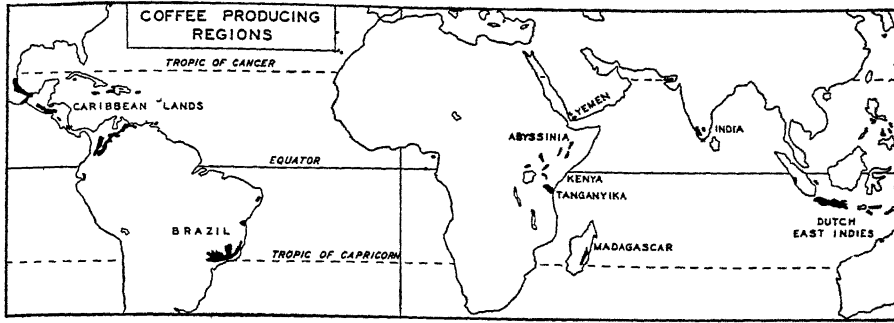 COFFEE PRODUCING
REGIONS
TROPIC OF CANCER
CARIBBEAN LANDS
YEMEN
INDIA
ABYSSINIA
EQUATOR
KENYA
TANGANYIKA
DUTCH
EAST INDIES
BRAZIL
MADAGASCAR
TROPIC OF CAPRICORN